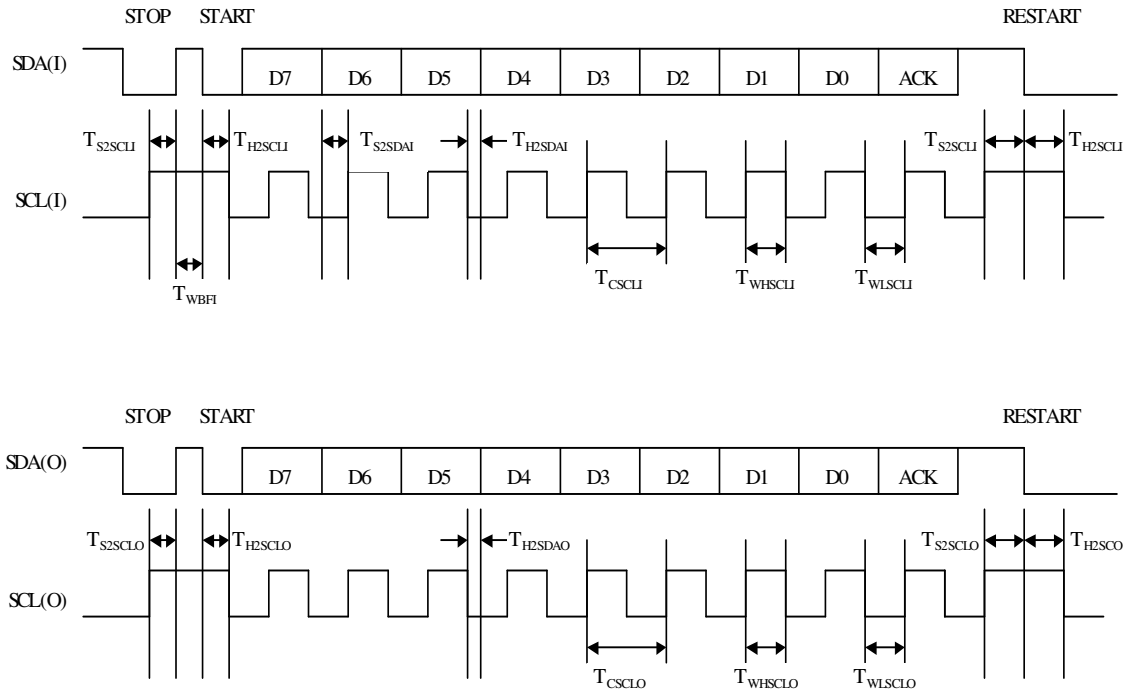 STOP START RESTART
SDA(I) D7 D6 D5 D4 D3 D2 D1 D0 ACK
TS2SCLI TH2SCLI TS2SDAI TH2SDAI TS2SCLI TH2SCLI
SCL(I)
TCSCLI TWHSCLI TWLSCLI
TWBFI
STOP START RESTART
SDA(O) D7 D6 D5 D4 D3 D2 D1 D0 ACK
TS2SCLO TH2SCLO TH2SDAO TS2SCLO TH2SCO
SCL(O)
TCSCLO TWHSCLO TWLSCLO